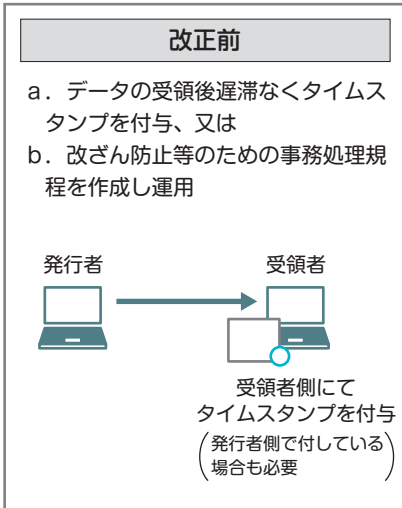 改正前
a．データの受領後遅滞なくタイムス
タンプを付与、又は
b．改ざん防止等のための事務処理規
程を作成し運用
発行者
受領者
受領者側にて
タイムスタンプを付与
(発行者側で付している
場合も必要)